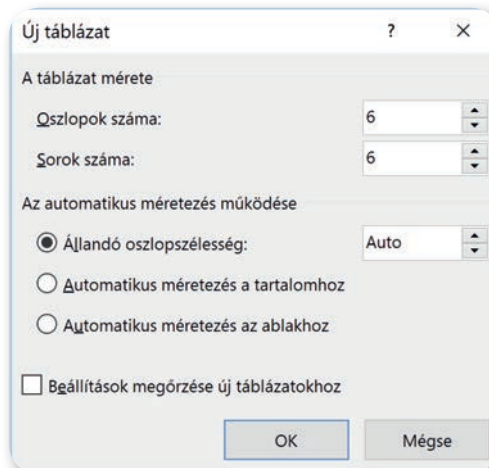 Új táblázat ? ×
A táblázat mérete
Oszlopok száma: 6
Sorok száma: 6
Az automatikus méretezés működése
Állandó oszlopszélesség: Auto
Automatikus méretezés a tartalomhoz
Automatikus méretezés az ablakhoz
Beállítások megőrzése új táblázatokhoz
OK Mégse